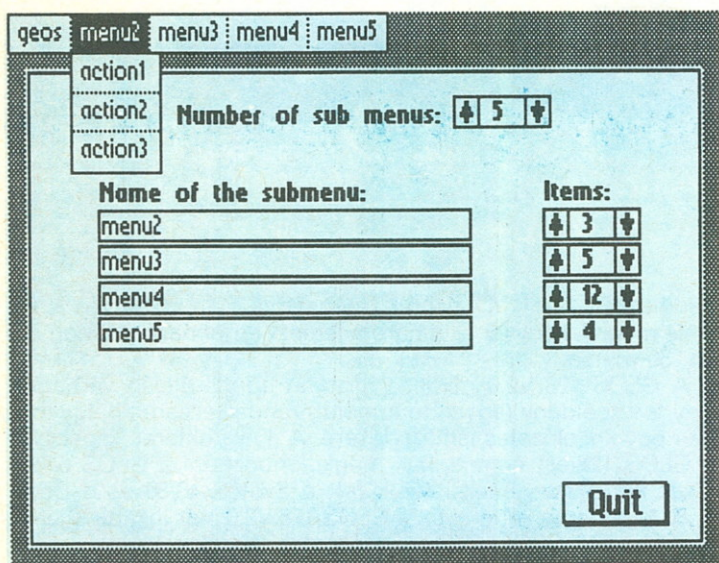 geos menu2 menu3 menu4 menu5
action1
action2
action3
Number of sub menus: 5
Name of the submenu: Items:
menu2 3
menu3 5
menu4 12
menu5 4
Quit